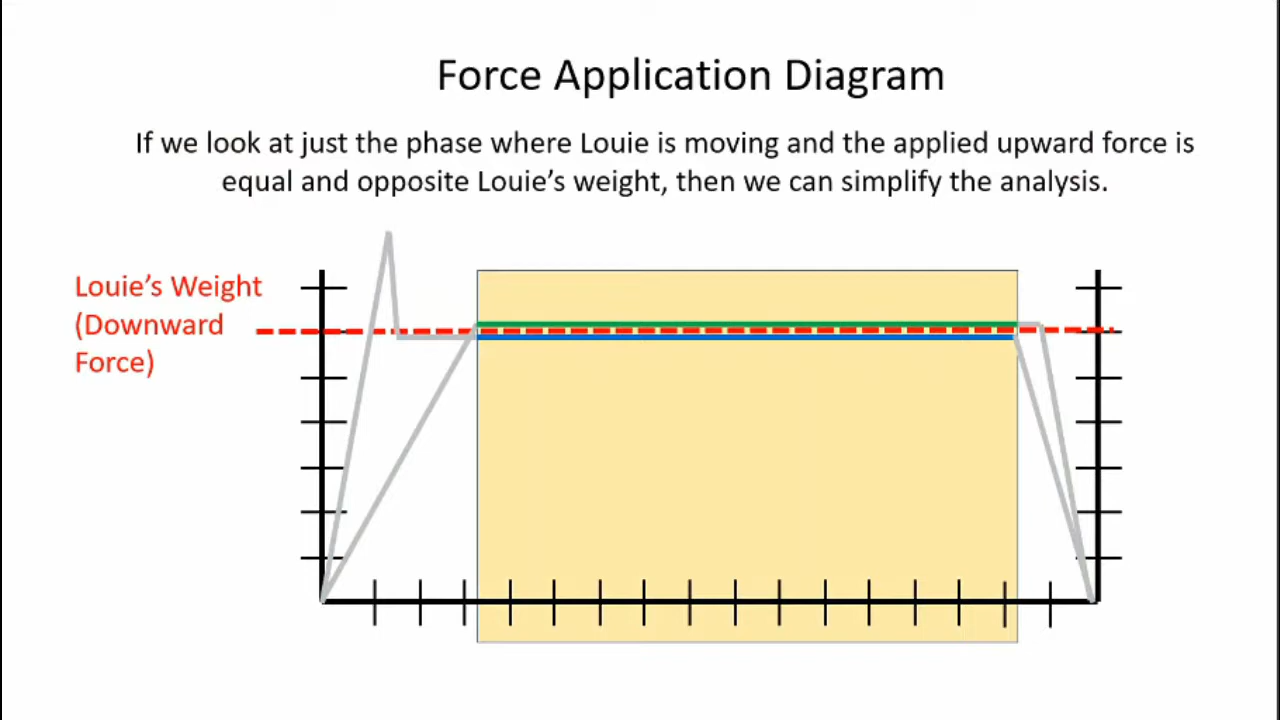 Force Application Diagram
If we look at just the phase where Louie is moving and the applied upward force is
equal and opposite Louie’s weight, then we can simplify the analysis.
Louie’s Weight
(Downward
Force)